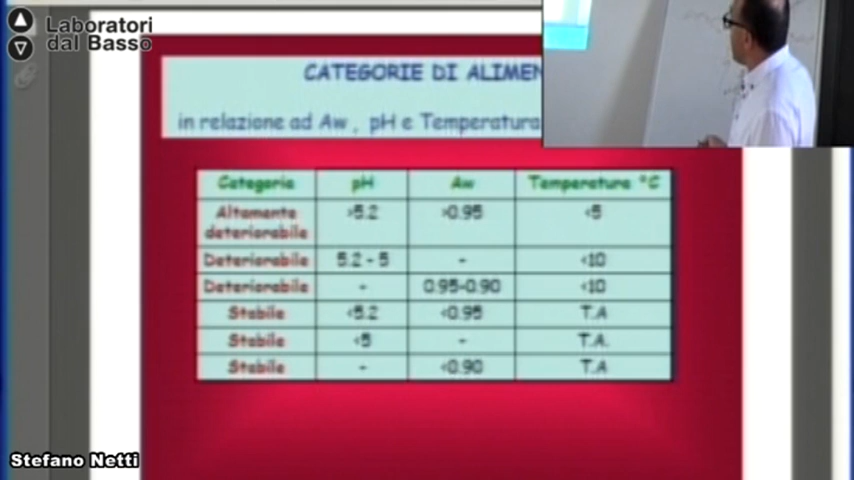 Laboratori
dal Basso
CATEGORIE DI ALIMEN
in relazione ad Aw , pH e Temperatura
Categoria pH Aw Temperatura °C
Altamente deteriorabile >5.2 >0.95 <5
Deteriorabile 5.2 - 5 - <10
Deteriorabile - 0.95-0.90 <10
Stabile <5.2 <0.95 T.A
Stabile <5 - T.A.
Stabile - <0.90 T.A
Stefano Netti